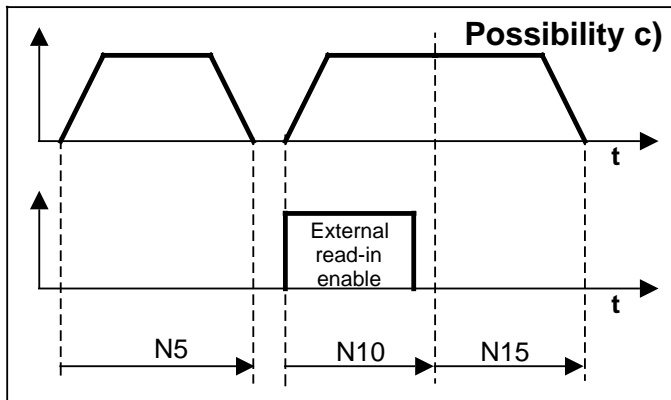 Possibility c)
t
External
read-in
enable
t
N5
N10
N15